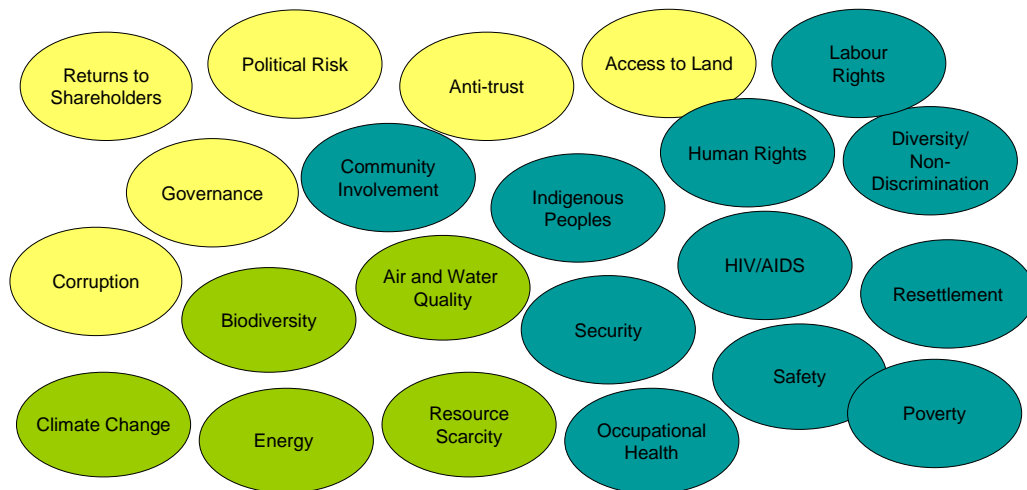 Returns to
Shareholders
Political Risk
Anti-trust
Access to Land
Labour
Rights
Governance
Community
Involvement
Indigenous
Peoples
Human Rights
Diversity/
Non-
Discrimination
Corruption
Biodiversity
Air and Water
Quality
Security
HIV/AIDS
Resettlement
Climate Change
Energy
Resource
Scarcity
Occupational
Health
Safety
Poverty